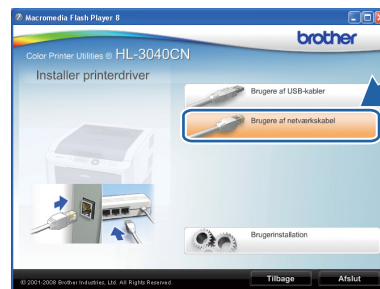 Macromedia Flash Player 8
brother
Color Printer Utilities ® HL-3040CN
Installer printerdriver
Brugere af USB-kabler
Brugere af netværkskabel
Brugerinstallation
© 2001-2008 Brother Industries, Ltd. All Rights Reserved.
Tilbage
Afslut